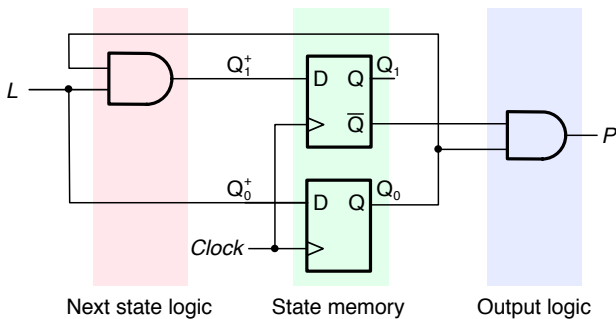 Q₁⁺ Q₁
L D Q
Q̅
P
Q₀⁺ Q₀
D Q
Clock
Next state logic State memory Output logic